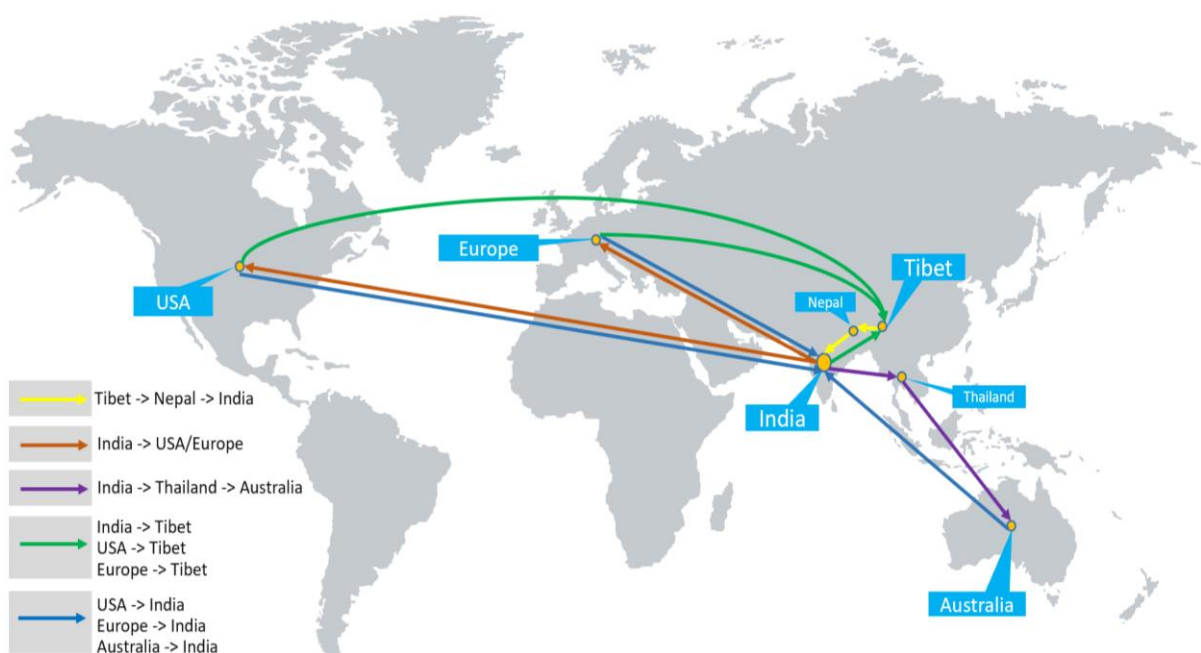 Europe
USA
Tibet
Nepal
Thailand
India
Australia
Tibet -> Nepal -> India
India -> USA/Europe
India -> Thailand -> Australia
India -> Tibet
USA -> Tibet
Europe -> Tibet
USA -> India
Europe -> India
Australia -> India